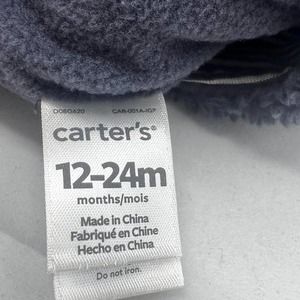 carter's®
12-24m
months/mois
Made in China
Fabriqué en Chine
Hecho en China
Do not iron.